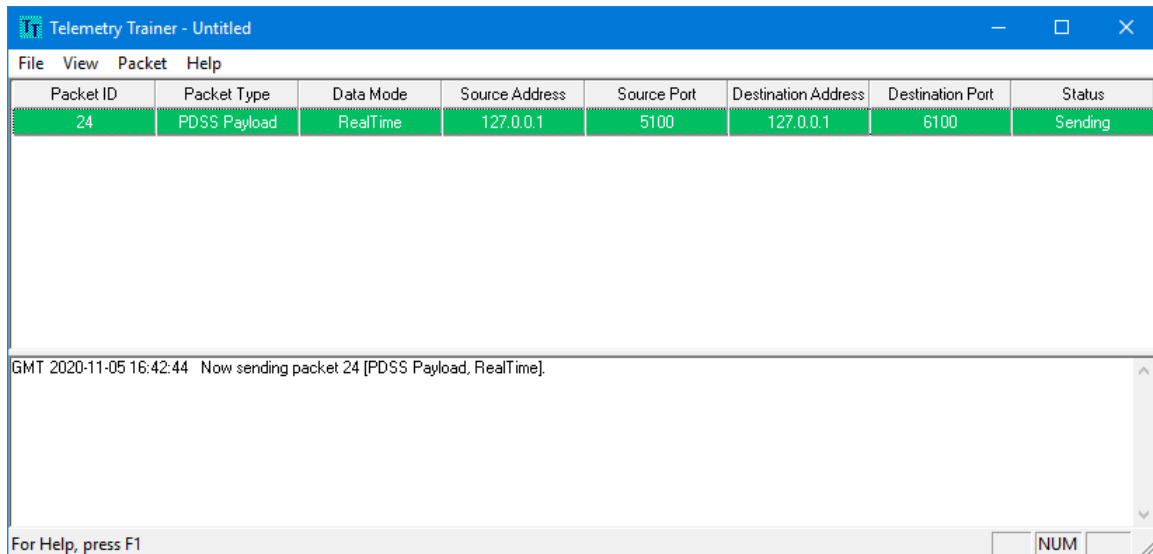 Telemetry Trainer - Untitled
File View Packet Help
Packet ID Packet Type Data Mode Source Address Source Port Destination Address Destination Port Status
24 PDSS Payload RealTime 127.0.0.1 5100 127.0.0.1 6100 Sending
GMT 2020-11-05 16:42:44 Now sending packet 24 [PDSS Payload, RealTime].
For Help, press F1 NUM